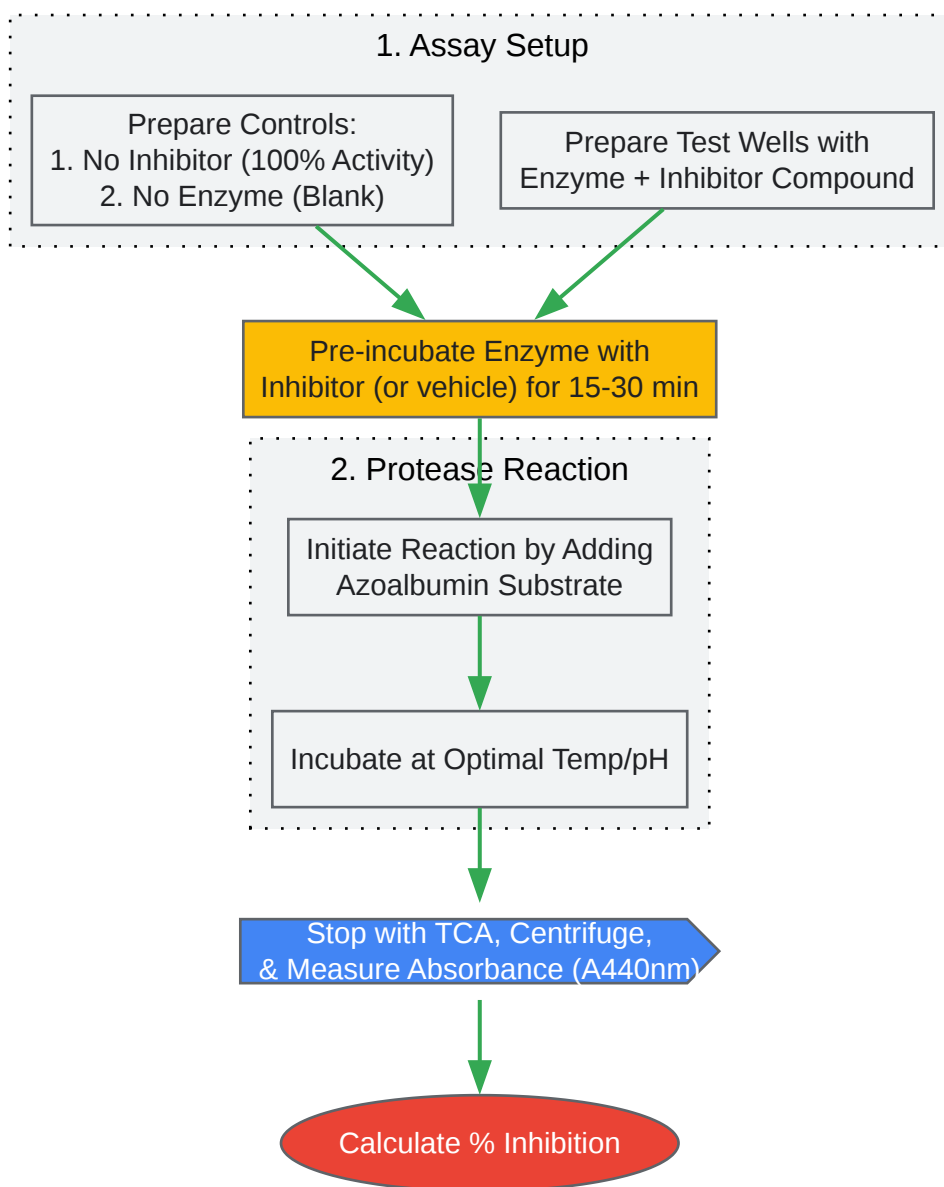 1. Assay Setup
Prepare Controls:
1. No Inhibitor (100% Activity)
2. No Enzyme (Blank)
Prepare Test Wells with
Enzyme + Inhibitor Compound
Pre-incubate Enzyme with
Inhibitor (or vehicle) for 15-30 min
2. Protease Reaction
Initiate Reaction by Adding
Azoalbumin Substrate
Incubate at Optimal Temp/pH
Stop with TCA, Centrifuge,
& Measure Absorbance (A440nm)
Calculate % Inhibition